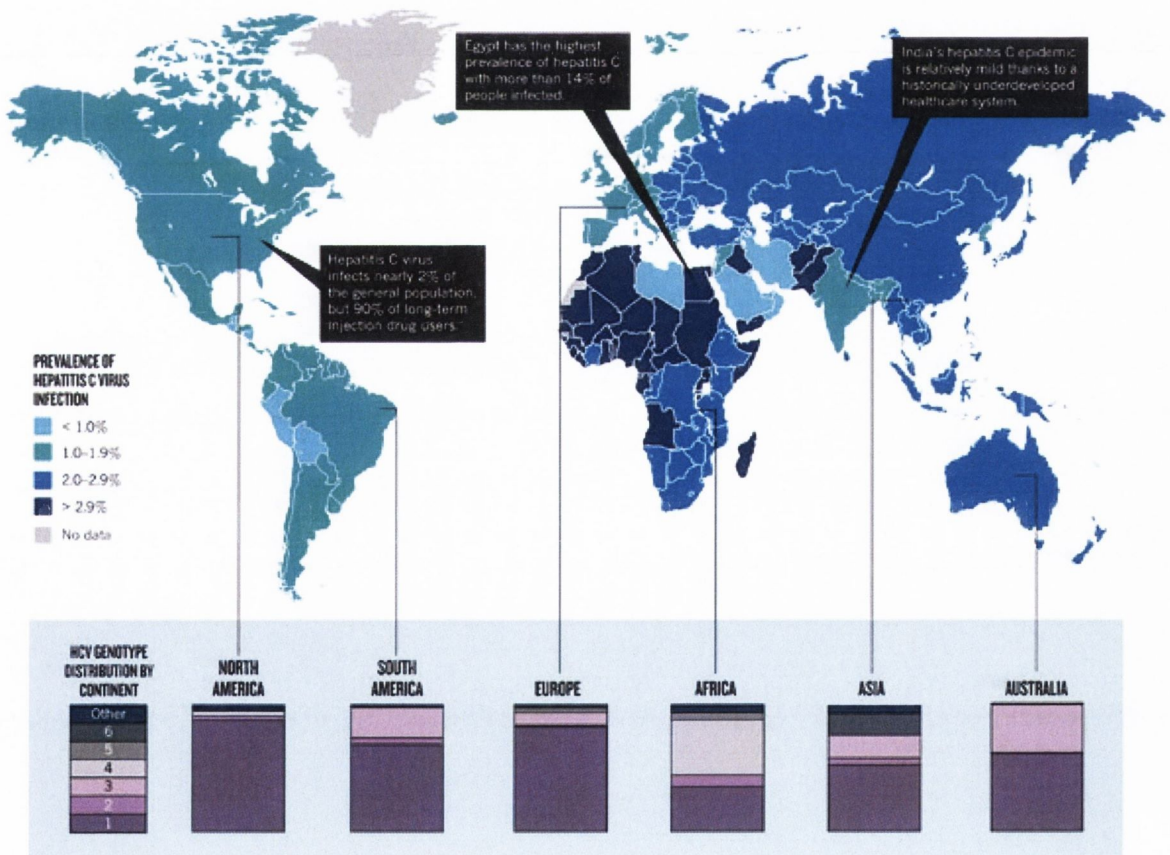 Egypt has the highest
prevalence of hepatitis C
with more than 14% of
people infected.
India's hepatitis C epidemic
is relatively mild thanks to a
historically underdeveloped
healthcare system.
Hepatitis C virus
infects nearly 2% of
the general population,
but 90% of long-term
injection drug users.
PREVALENCE OF
HEPATITIS C VIRUS
INFECTION
< 1.0%
1.0–1.9%
2.0–2.9%
> 2.9%
No data
HCV GENOTYPE
DISTRIBUTION BY
CONTINENT
Other
6
5
4
3
2
1
NORTH
AMERICA
SOUTH
AMERICA
EUROPE
AFRICA
ASIA
AUSTRALIA